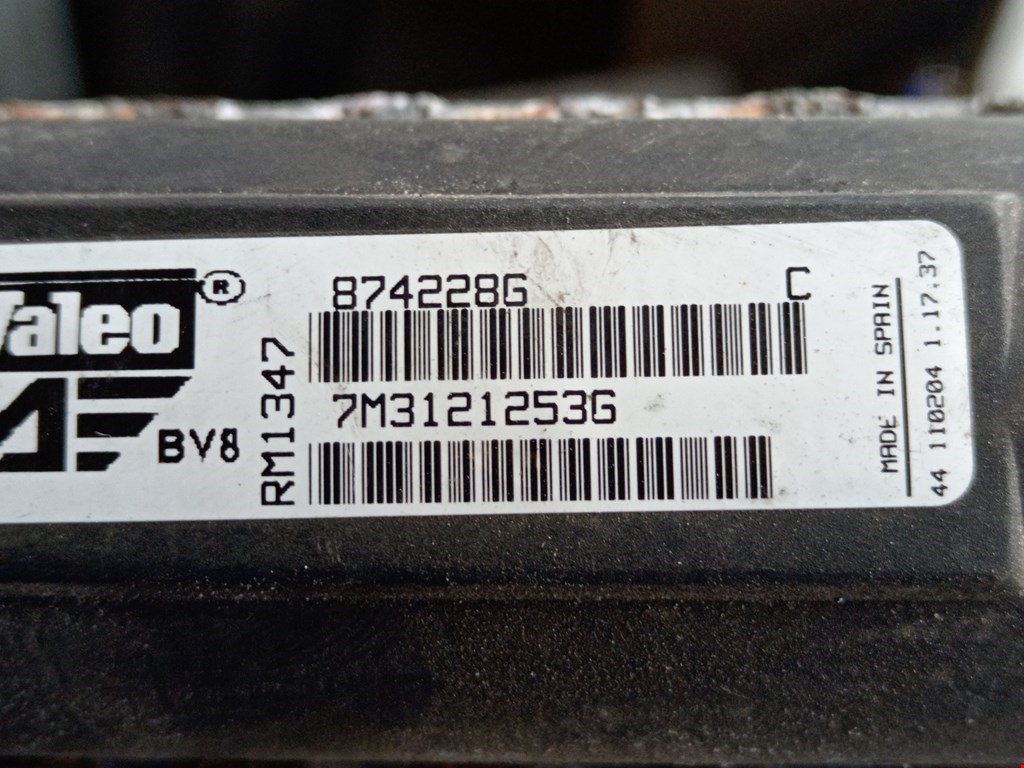 Valeo ®
BV8
RM1347
874228G C
7M3121253G
MADE IN SPAIN
44 110204 1.17.37